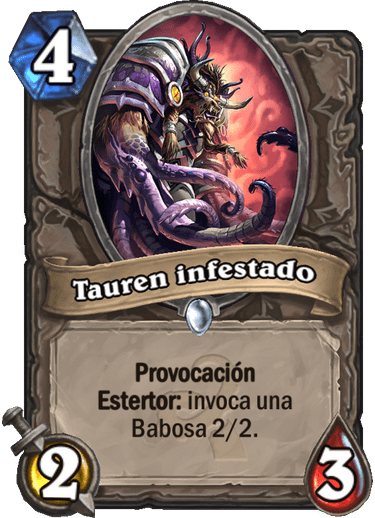 4
Tauren infestado
Provocación
Estertor: invoca una
Babosa 2/2.
2
3